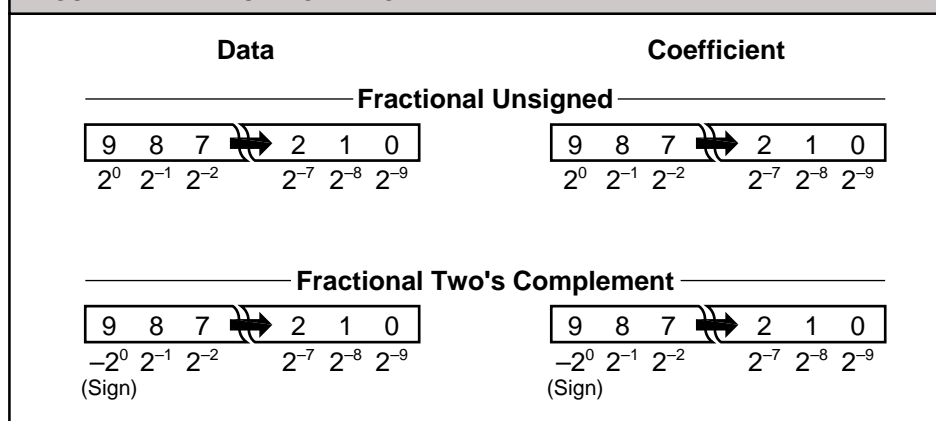 Data Coefficient
Fractional Unsigned
9 8 7 2 1 0 9 8 7 2 1 0
2⁰ 2⁻¹ 2⁻² 2⁻⁷ 2⁻⁸ 2⁻⁹ 2⁰ 2⁻¹ 2⁻² 2⁻⁷ 2⁻⁸ 2⁻⁹
Fractional Two's Complement
9 8 7 2 1 0 9 8 7 2 1 0
–2⁰ 2⁻¹ 2⁻² 2⁻⁷ 2⁻⁸ 2⁻⁹ –2⁰ 2⁻¹ 2⁻² 2⁻⁷ 2⁻⁸ 2⁻⁹
(Sign) (Sign)